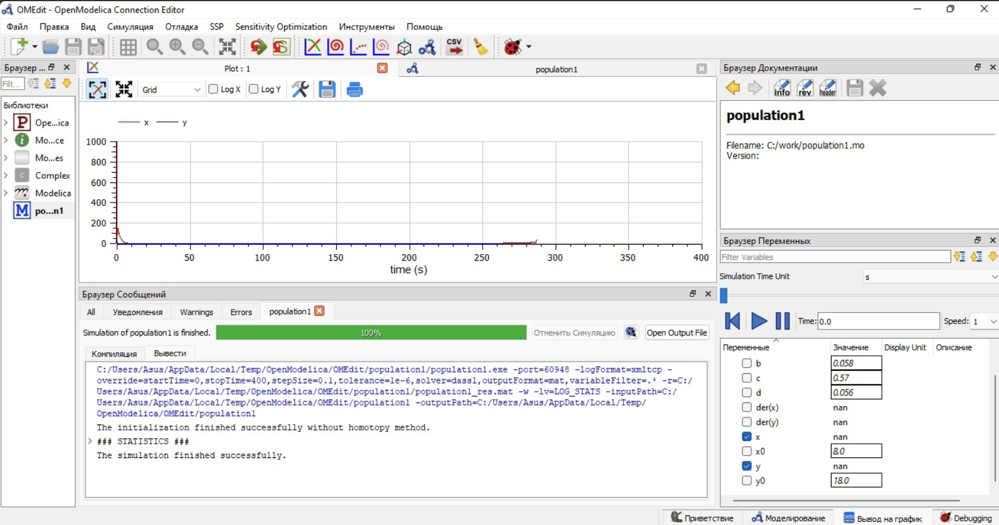 OMEdit - OpenModelica Connection Editor
Файл Правка Вид Симуляция Отладка SSP Sensitivity Optimization Инструменты Помощь
CSV
Браузер ...
Filt...
Библиотеки
P Ope...ica
i Mo...ce
Mo...es
C Complex
Modelica
M po...n1
Plot : 1
population1
Grid Log X Log Y
x y
1000
800
600
400
200
0
0 50 100 150 200 250 300 350 400
time (s)
Браузер Сообщений
All Уведомления Warnings Errors population1
Simulation of population1 is finished. 100% Отменить Симуляцию Open Output File
Компиляция Вывести
C:/Users/Asus/AppData/Local/Temp/OpenModelica/OMEdit/population1/population1.exe -port=60948 -logFormat=xmltcp -
override=startTime=0,stopTime=400,stepSize=0.1,tolerance=1e-6,solver=dassl,outputFormat=mat,variableFilter=.* -r=C:/
Users/Asus/AppData/Local/Temp/OpenModelica/OMEdit/population1/population1_res.mat -w -lv=LOG_STATS -inputPath=C:/
Users/Asus/AppData/Local/Temp/OpenModelica/OMEdit/population1 -outputPath=C:/Users/Asus/AppData/Local/Temp/
OpenModelica/OMEdit/population1
The initialization finished successfully without homotopy method.
### STATISTICS ###
The simulation finished successfully.
Браузер Документации
info rev header
population1
Filename: C:/work/population1.mo
Version:
Браузер Переменных
Filter Variables
Simulation Time Unit s
Time: 0.0 Speed: 1
Переменные Значение Display Unit Описание
b 0.058
c 0.57
d 0.056
der(x) nan
der(y) nan
x nan
x0 8.0
y nan
y0 18.0
Приветствие Моделирование Вывод на график Debugging